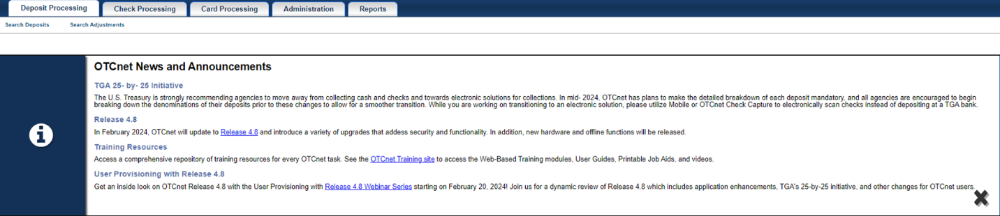 Deposit Processing Check Processing Card Processing Administration Reports
Search Deposits Search Adjustments
OTCnet News and Announcements
TGA 25- by- 25 Initiative
The U.S. Treasury is strongly recommending agencies to move away from collecting cash and checks and towards electronic solutions for collections. In mid- 2024, OTCnet has plans to make the detailed breakdown of each deposit mandatory, and all agencies are encouraged to begin
breaking down the denominations of their deposits prior to these changes to allow for a smoother transition. While you are working on transitioning to an electronic solution, please utilize Mobile or OTCnet Check Capture to electronically scan checks instead of depositing at a TGA bank.
Release 4.8
In February 2024, OTCnet will update to Release 4.8 and introduce a variety of upgrades that addess security and functionality. In addition, new hardware and offline functions will be released.
Training Resources
Access a comprehensive repository of training resources for every OTCnet task. See the OTCnet Training site to access the Web-Based Training modules, User Guides, Printable Job Aids, and videos.
User Provisioning with Release 4.8
Get an inside look on OTCnet Release 4.8 with the User Provisioning with Release 4.8 Webinar Series starting on February 20, 2024! Join us for a dynamic review of Release 4.8 which includes application enhancements, TGA's 25-by-25 initiative, and other changes for OTCnet users.